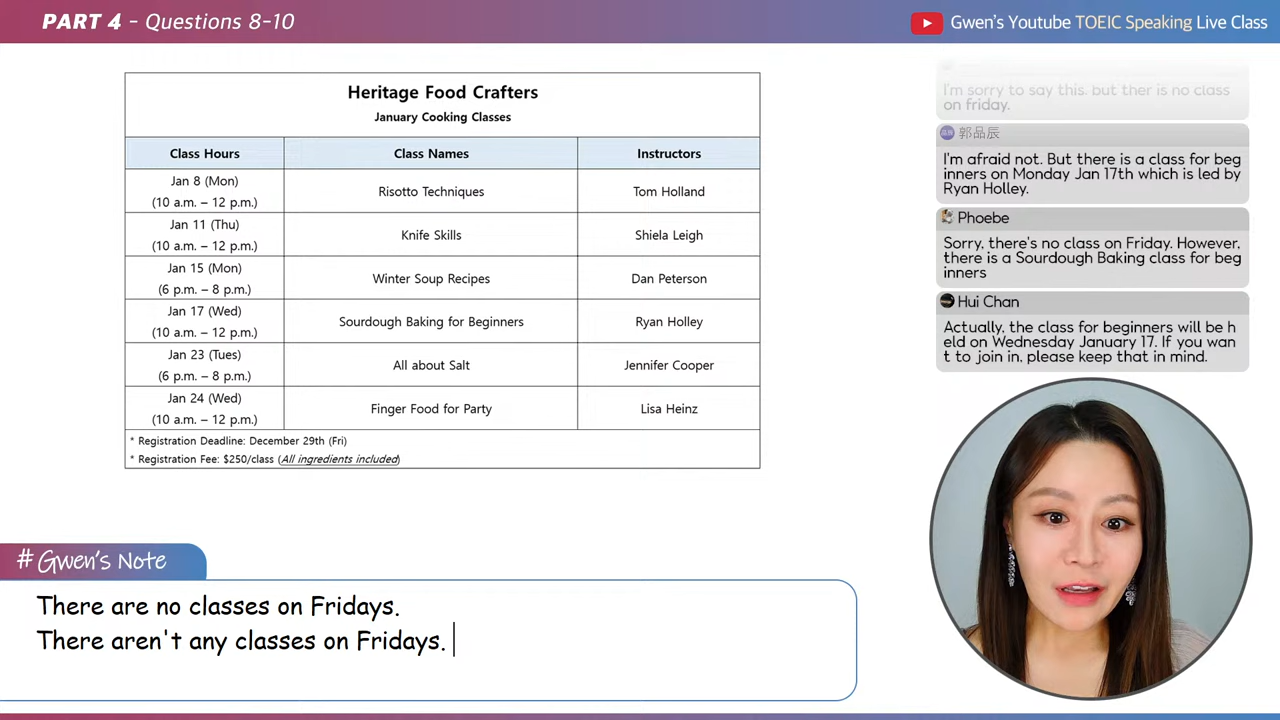 PART 4 - Questions 8-10
Gwen's Youtube TOEIC Speaking Live Class
Heritage Food Crafters
January Cooking Classes
Class Hours Class Names Instructors
Jan 8 (Mon)
(10 a.m. – 12 p.m.)
Risotto Techniques
Tom Holland
Jan 11 (Thu)
(10 a.m. – 12 p.m.)
Knife Skills
Shiela Leigh
Jan 15 (Mon)
(6 p.m. – 8 p.m.)
Winter Soup Recipes
Dan Peterson
Jan 17 (Wed)
(10 a.m. – 12 p.m.)
Sourdough Baking for Beginners
Ryan Holley
Jan 23 (Tues)
(6 p.m. – 8 p.m.)
All about Salt
Jennifer Cooper
Jan 24 (Wed)
(10 a.m. – 12 p.m.)
Finger Food for Party
Lisa Heinz
* Registration Deadline: December 29th (Fri)
* Registration Fee: $250/class (All ingredients included)
I'm sorry to say this. but ther is no class
on friday.
郭品辰
I'm afraid not. But there is a class for beg
inners on Monday Jan 17th which is led by
Ryan Holley.
Phoebe
Sorry, there's no class on Friday. However,
there is a Sourdough Baking class for beg
inners
Hui Chan
Actually, the class for beginners will be h
eld on Wednesday January 17. If you wan
t to join in, please keep that in mind.
# Gwen's Note
There are no classes on Fridays.
There aren't any classes on Fridays.